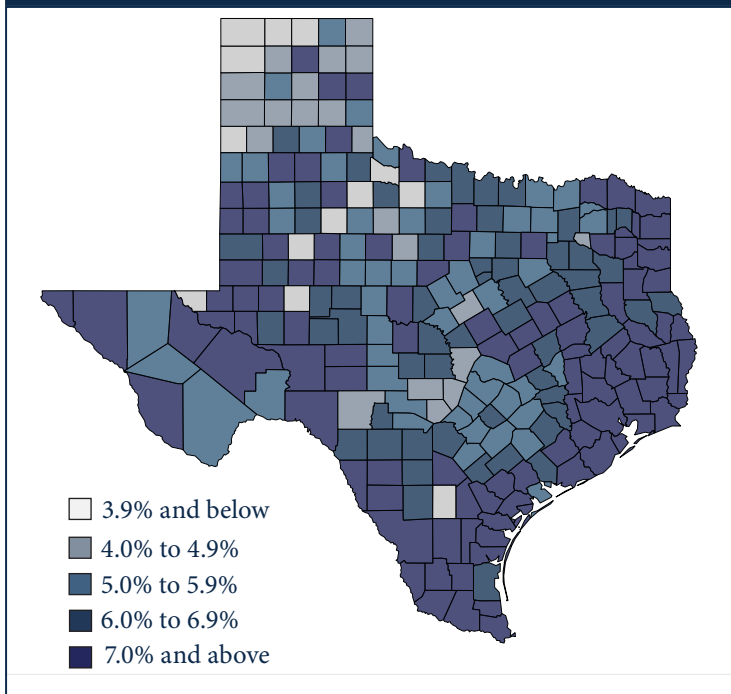 3.9% and below
4.0% to 4.9%
5.0% to 5.9%
6.0% to 6.9%
7.0% and above